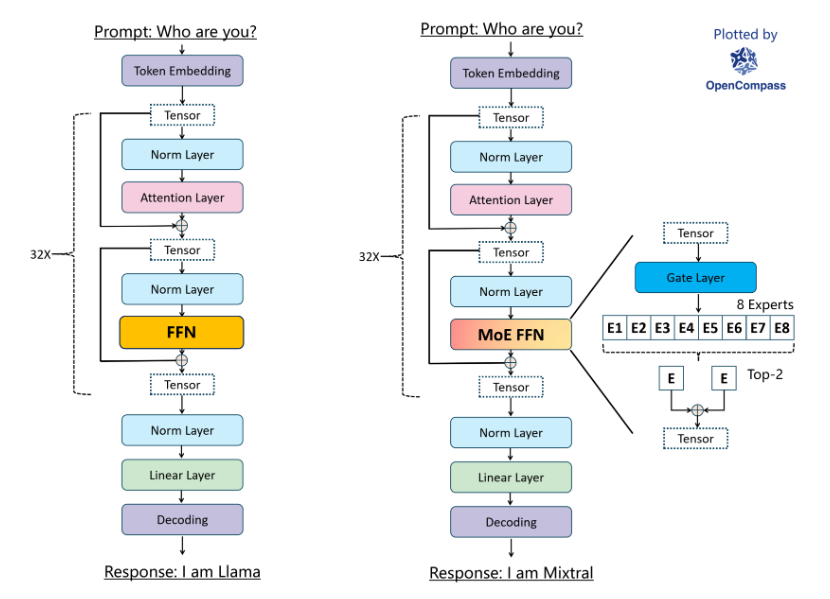 Prompt: Who are you?
Token Embedding
Tensor
Norm Layer
Attention Layer
Tensor
32X
Norm Layer
FFN
Tensor
Norm Layer
Linear Layer
Decoding
Response: I am Llama
Prompt: Who are you?
Token Embedding
Tensor
Norm Layer
Attention Layer
Tensor
32X
Norm Layer
MoE FFN
Tensor
Norm Layer
Linear Layer
Decoding
Response: I am Mixtral
Plotted by
OpenCompass
Tensor
Gate Layer
8 Experts
E1 E2 E3 E4 E5 E6 E7 E8
E E Top-2
Tensor